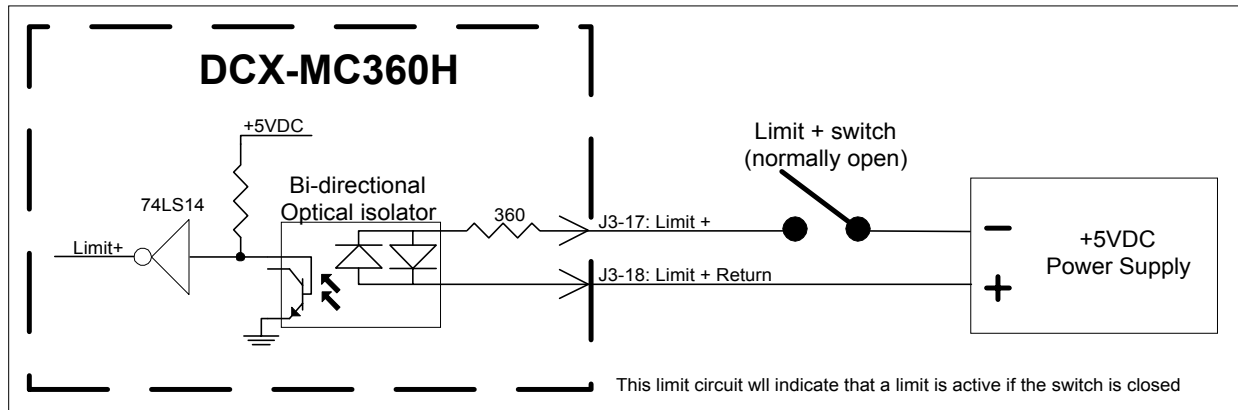 DCX-MC360H
+5VDC
Limit + switch
(normally open)
Bi-directional
Optical isolator
74LS14
360
J3-17: Limit +
Limit+
J3-18: Limit + Return
−
+
+5VDC
Power Supply
This limit circuit wll indicate that a limit is active if the switch is closed